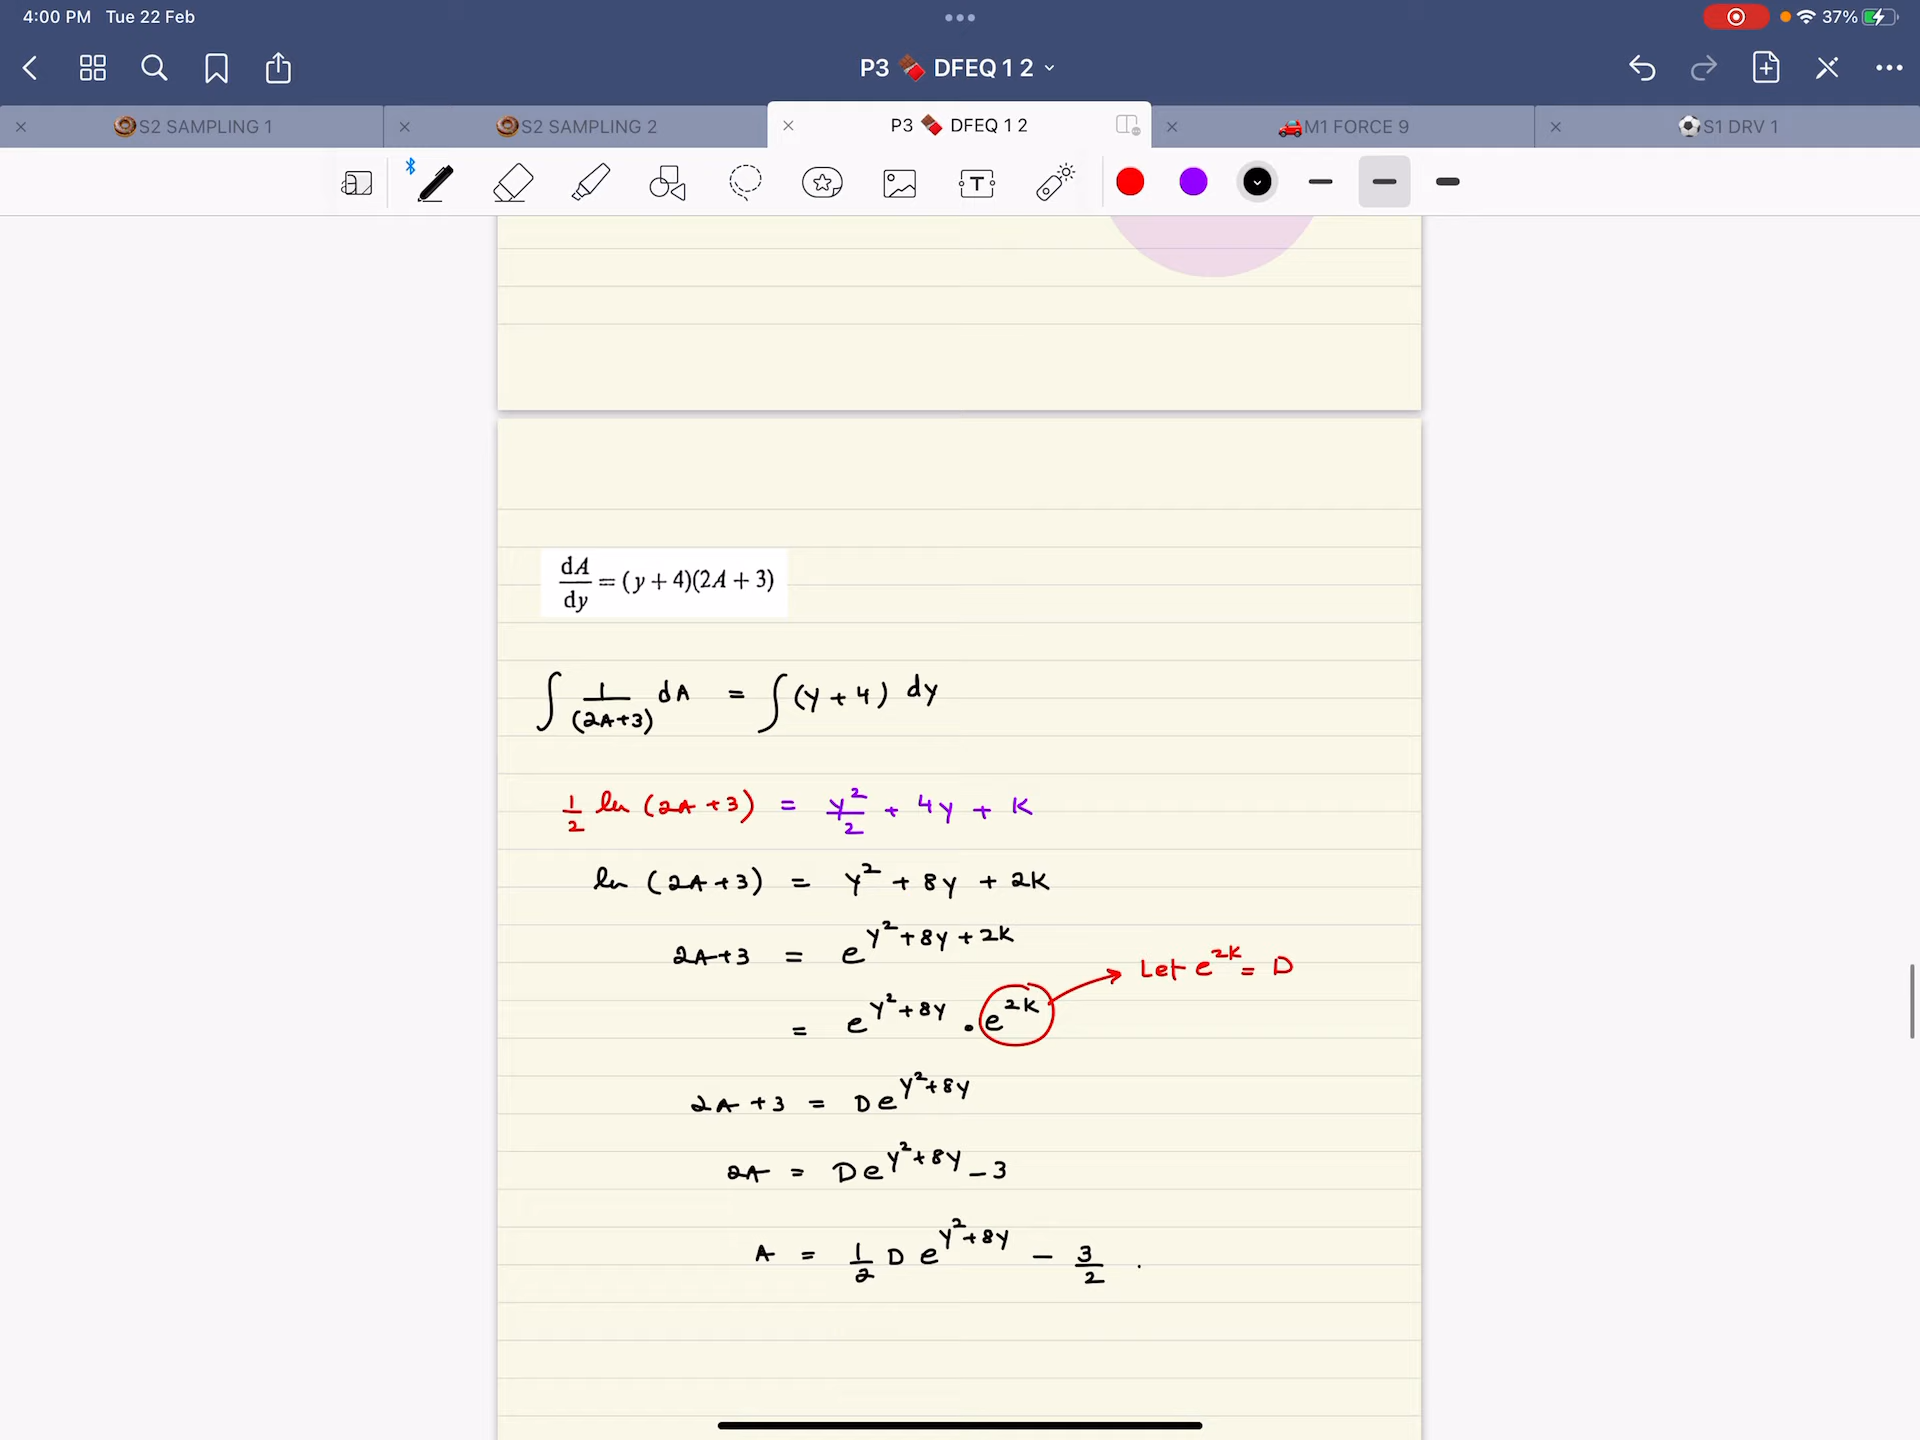 4:00 PM Tue 22 Feb
37%
P3 🍫 DFEQ 1 2
S2 SAMPLING 1
S2 SAMPLING 2
P3 🍫 DFEQ 1 2
M1 FORCE 9
S1 DRV 1
T
dA/dy = (y + 4)(2A + 3)
∫ 1/(2A+3) dA = ∫ (y + 4) dy
1/2 ln (2A + 3) = y²/2 + 4y + K
ln (2A + 3) = y² + 8y + 2K
2A+3 = e^(y² + 8y + 2K)
Let e^(2K) = D
= e^(y² + 8y) · e^(2K)
2A + 3 = D e^(y² + 8y)
2A = D e^(y² + 8y) – 3
A = 1/2 D e^(y² + 8y) – 3/2 .